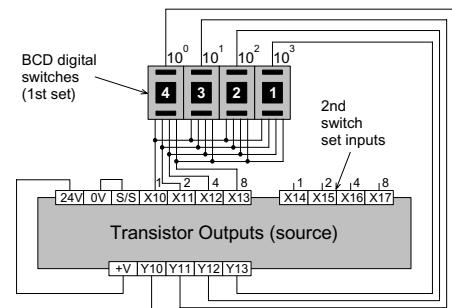 10⁰ 10¹ 10² 10³
BCD digital
switches
(1st set)
4 3 2 1
2nd
switch
set inputs
1 2 4 8 1 2 4 8
24V 0V S/S X10 X11 X12 X13 X14 X15 X16 X17
Transistor Outputs (source)
+V Y10 Y11 Y12 Y13